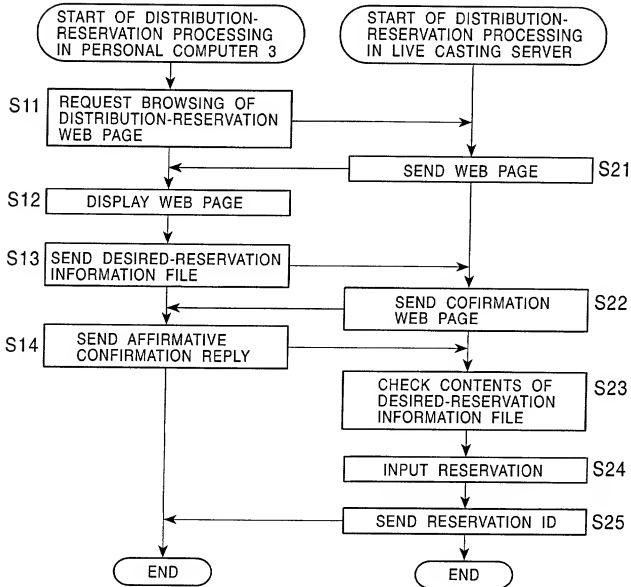 START OF DISTRIBUTION-
RESERVATION PROCESSING
IN PERSONAL COMPUTER 3
START OF DISTRIBUTION-
RESERVATION PROCESSING
IN LIVE CASTING SERVER
S11
REQUEST BROWSING OF
DISTRIBUTION-RESERVATION
WEB PAGE
SEND WEB PAGE
S21
S12
DISPLAY WEB PAGE
S13
SEND DESIRED-RESERVATION
INFORMATION FILE
SEND COFIRMATION
WEB PAGE
S22
S14
SEND AFFIRMATIVE
CONFIRMATION REPLY
CHECK CONTENTS OF
DESIRED-RESERVATION
INFORMATION FILE
S23
INPUT RESERVATION
S24
SEND RESERVATION ID
S25
END
END